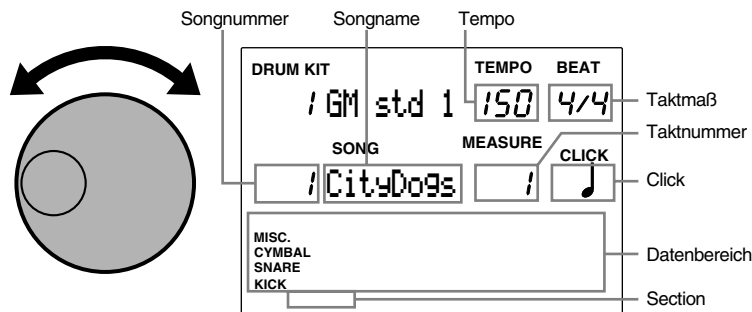 Songnummer Songname Tempo
DRUM KIT TEMPO BEAT
1 GM std 1 150 4/4 Taktmaß
SONG MEASURE CLICK Taktnummer
1 CityDogs 1 ♩ Click
MISC.
CYMBAL
SNARE Datenbereich
KICK
Section